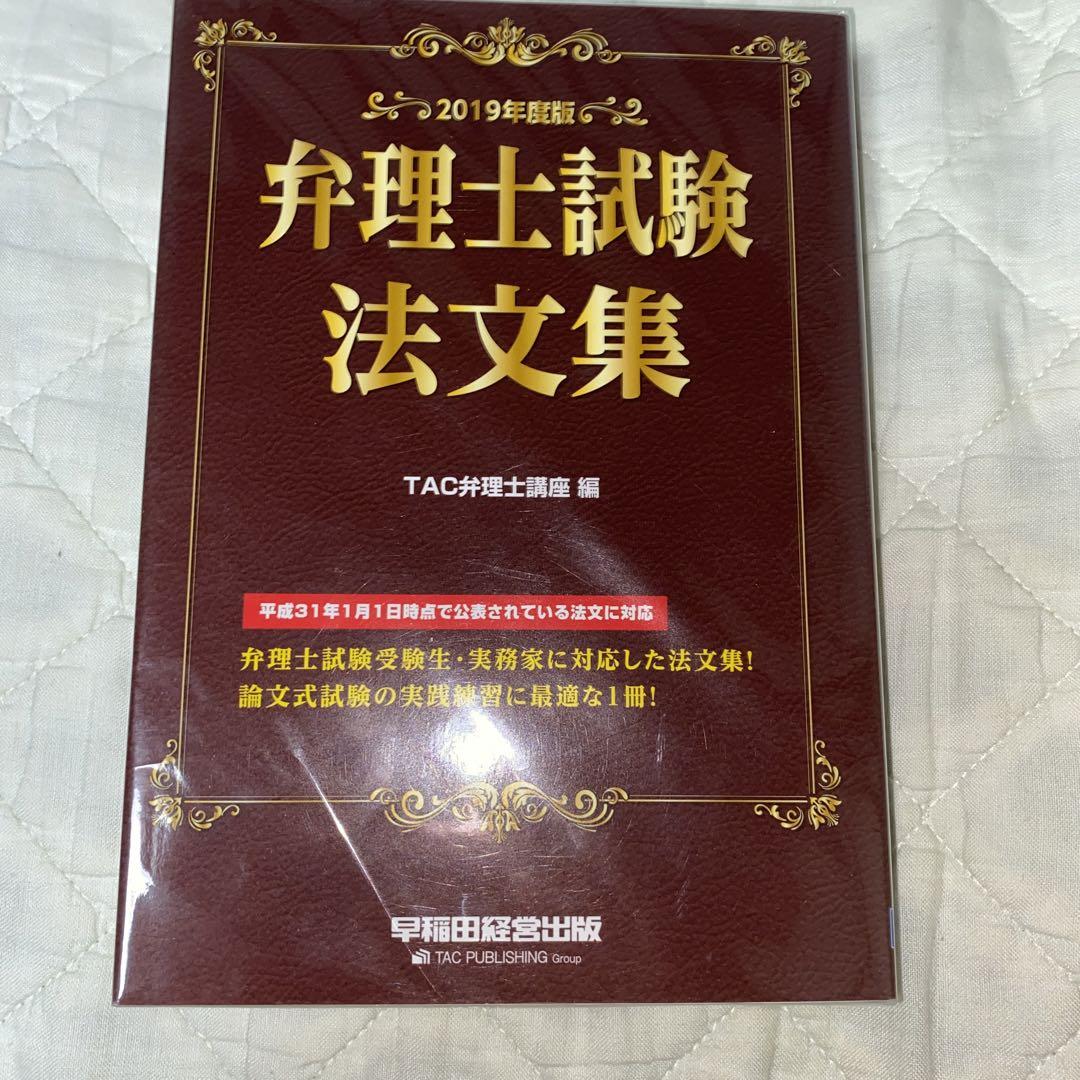 2019年度版
弁理士試験
法文集
TAC弁理士講座 編
平成31年1月1日時点で公表されている法文に対応
弁理士試験受験生・実務家に対応した法文集!
論文式試験の実践練習に最適な1冊!
早稲田経営出版
TAC PUBLISHING Group